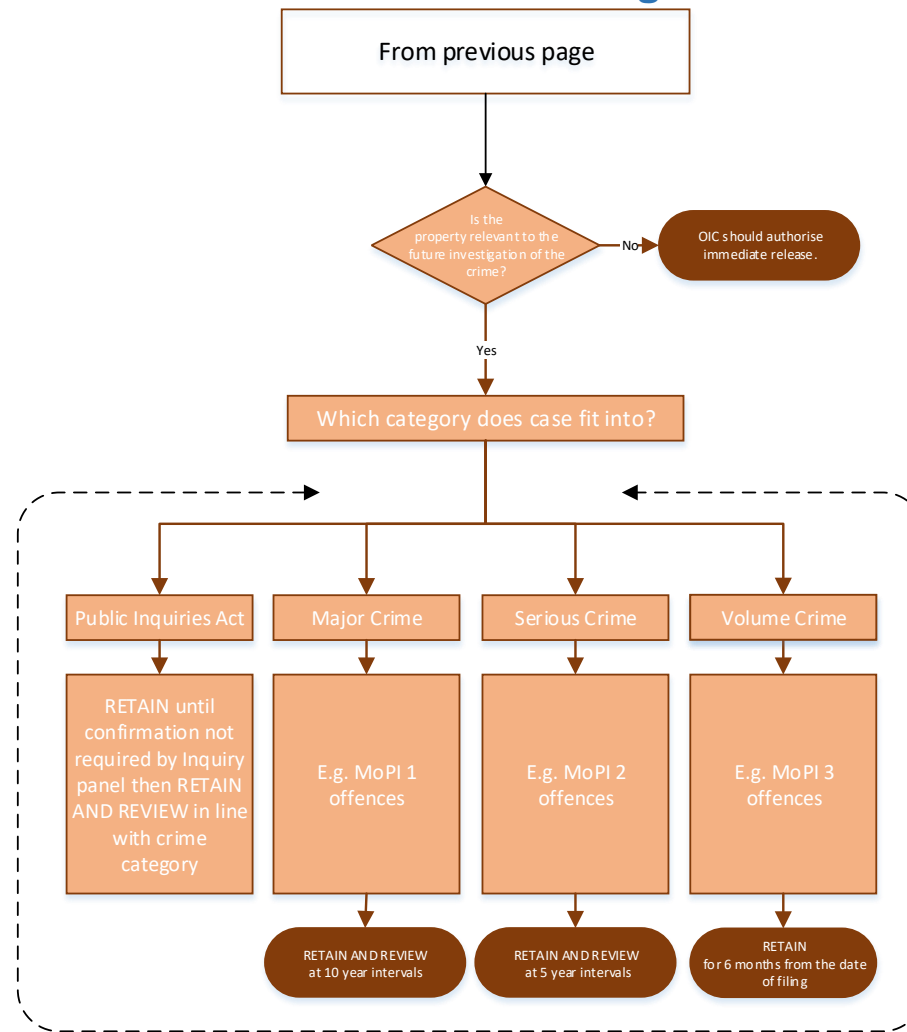 From previous page
Is the
property relevant to the
future investigation of the
crime?
No
OIC should authorise
immediate release.
Yes
Which category does case fit into?
Public Inquiries Act
Major Crime
Serious Crime
Volume Crime
RETAIN until
confirmation not
required by Inquiry
panel then RETAIN
AND REVIEW in line
with crime
category
E.g. MoPI 1
offences
E.g. MoPI 2
offences
E.g. MoPI 3
offences
RETAIN AND REVIEW
at 10 year intervals
RETAIN AND REVIEW
at 5 year intervals
RETAIN
for 6 months from the date
of filing